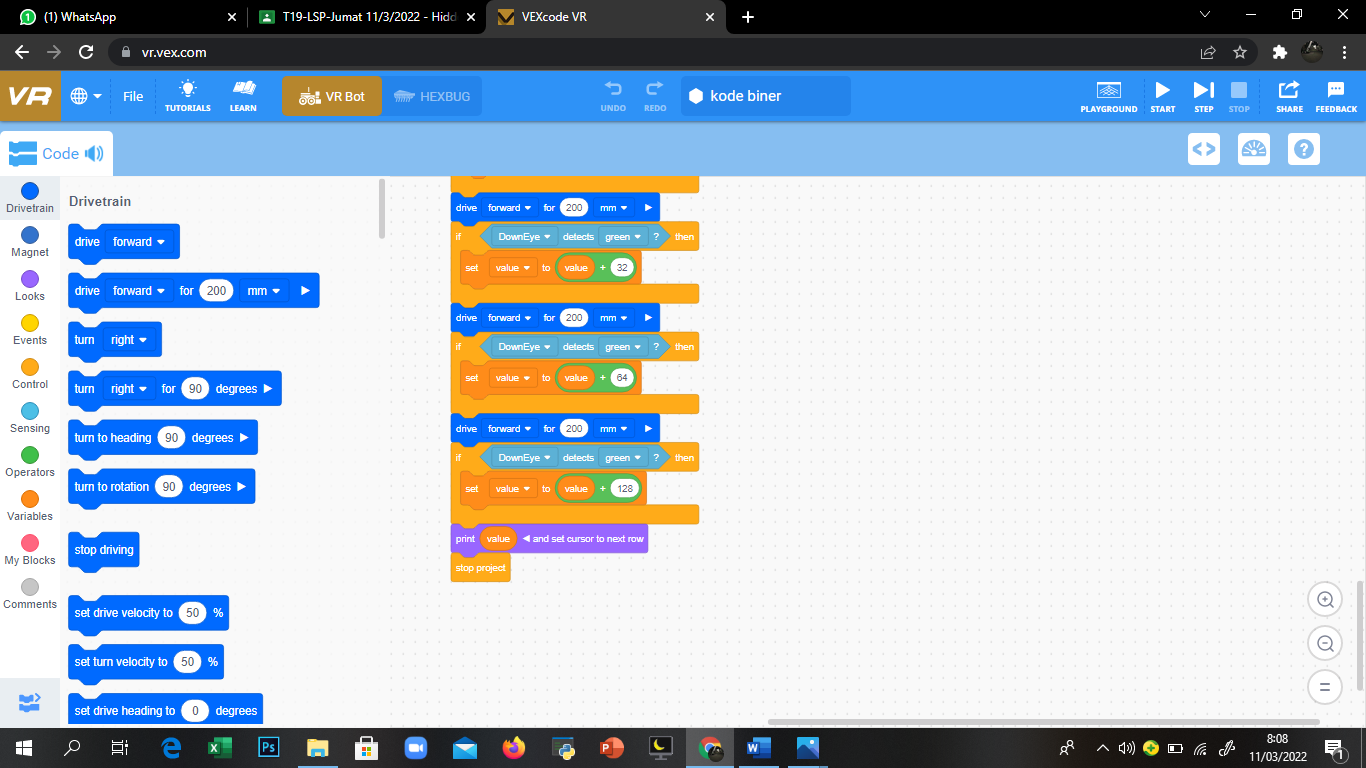 (1) WhatsApp
T19-LSP-Jumat 11/3/2022 - Hidd
VEXcode VR
vr.vex.com
VR
File
TUTORIALS
LEARN
VR Bot
HEXBUG
UNDO
REDO
kode biner
PLAYGROUND
START
STEP
STOP
SHARE
FEEDBACK
Code
Drivetrain
Magnet
Looks
Events
Control
Sensing
Operators
Variables
My Blocks
Comments
Drivetrain
drive forward
drive forward for 200 mm
turn right
turn right for 90 degrees
turn to heading 90 degrees
turn to rotation 90 degrees
stop driving
set drive velocity to 50 %
set turn velocity to 50 %
set drive heading to 0 degrees
drive forward for 200 mm
if DownEye detects green ? then
set value to value + 32
drive forward for 200 mm
if DownEye detects green ? then
set value to value + 64
drive forward for 200 mm
if DownEye detects green ? then
set value to value + 128
print value and set cursor to next row
stop project
8:08
11/03/2022
1